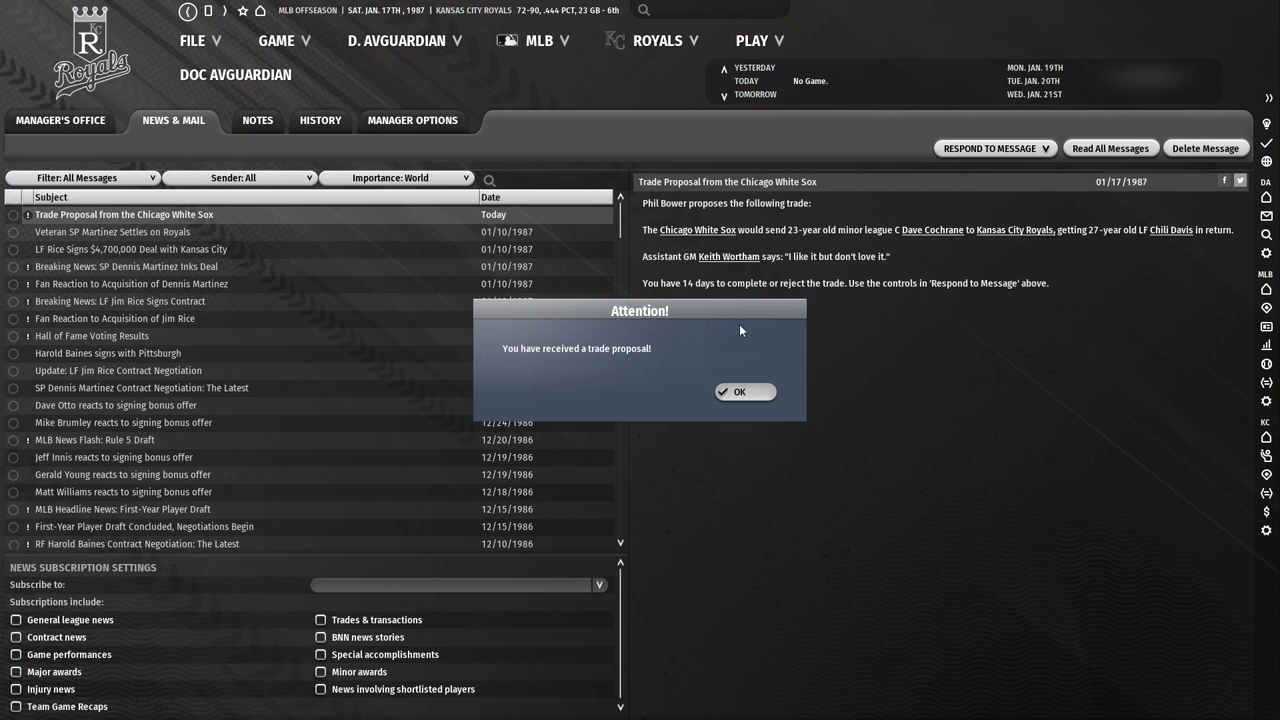 MLB OFFSEASON | SAT. JAN. 17TH , 1987 | KANSAS CITY ROYALS 72-90, .444 PCT, 23 GB - 6th
KC
R
Royals
FILE GAME D. AVGUARDIAN MLB KC ROYALS PLAY
DOC AVGUARDIAN
YESTERDAY
TODAY No Game.
TOMORROW
MON. JAN. 19TH
TUE. JAN. 20TH
WED. JAN. 21ST
MANAGER'S OFFICE NEWS & MAIL NOTES HISTORY MANAGER OPTIONS
RESPOND TO MESSAGE Read All Messages Delete Message
Filter: All Messages Sender: All Importance: World
Subject Date
! Trade Proposal from the Chicago White Sox Today
Veteran SP Martinez Settles on Royals 01/10/1987
LF Rice Signs $4,700,000 Deal with Kansas City 01/10/1987
! Breaking News: SP Dennis Martinez Inks Deal 01/10/1987
! Fan Reaction to Acquisition of Dennis Martinez 01/10/1987
! Breaking News: LF Jim Rice Signs Contract
! Fan Reaction to Acquisition of Jim Rice
! Hall of Fame Voting Results
Harold Baines signs with Pittsburgh
Update: LF Jim Rice Contract Negotiation
SP Dennis Martinez Contract Negotiation: The Latest
Dave Otto reacts to signing bonus offer
Mike Brumley reacts to signing bonus offer 12/24/1986
! MLB News Flash: Rule 5 Draft 12/20/1986
Jeff Innis reacts to signing bonus offer 12/19/1986
Gerald Young reacts to signing bonus offer 12/19/1986
Matt Williams reacts to signing bonus offer 12/18/1986
! MLB Headline News: First-Year Player Draft 12/15/1986
! First-Year Player Draft Concluded, Negotiations Begin 12/15/1986
! RF Harold Baines Contract Negotiation: The Latest 12/10/1986
Trade Proposal from the Chicago White Sox 01/17/1987 f
Phil Bower proposes the following trade:
The Chicago White Sox would send 23-year old minor league C Dave Cochrane to Kansas City Royals, getting 27-year old LF Chili Davis in return.
Assistant GM Keith Wortham says: "I like it but don't love it."
You have 14 days to complete or reject the trade. Use the controls in 'Respond to Message' above.
Attention!
You have received a trade proposal!
OK
NEWS SUBSCRIPTION SETTINGS
Subscribe to:
Subscriptions include:
General league news Trades & transactions
Contract news BNN news stories
Game performances Special accomplishments
Major awards Minor awards
Injury news News involving shortlisted players
Team Game Recaps
DA
MLB
KC
$